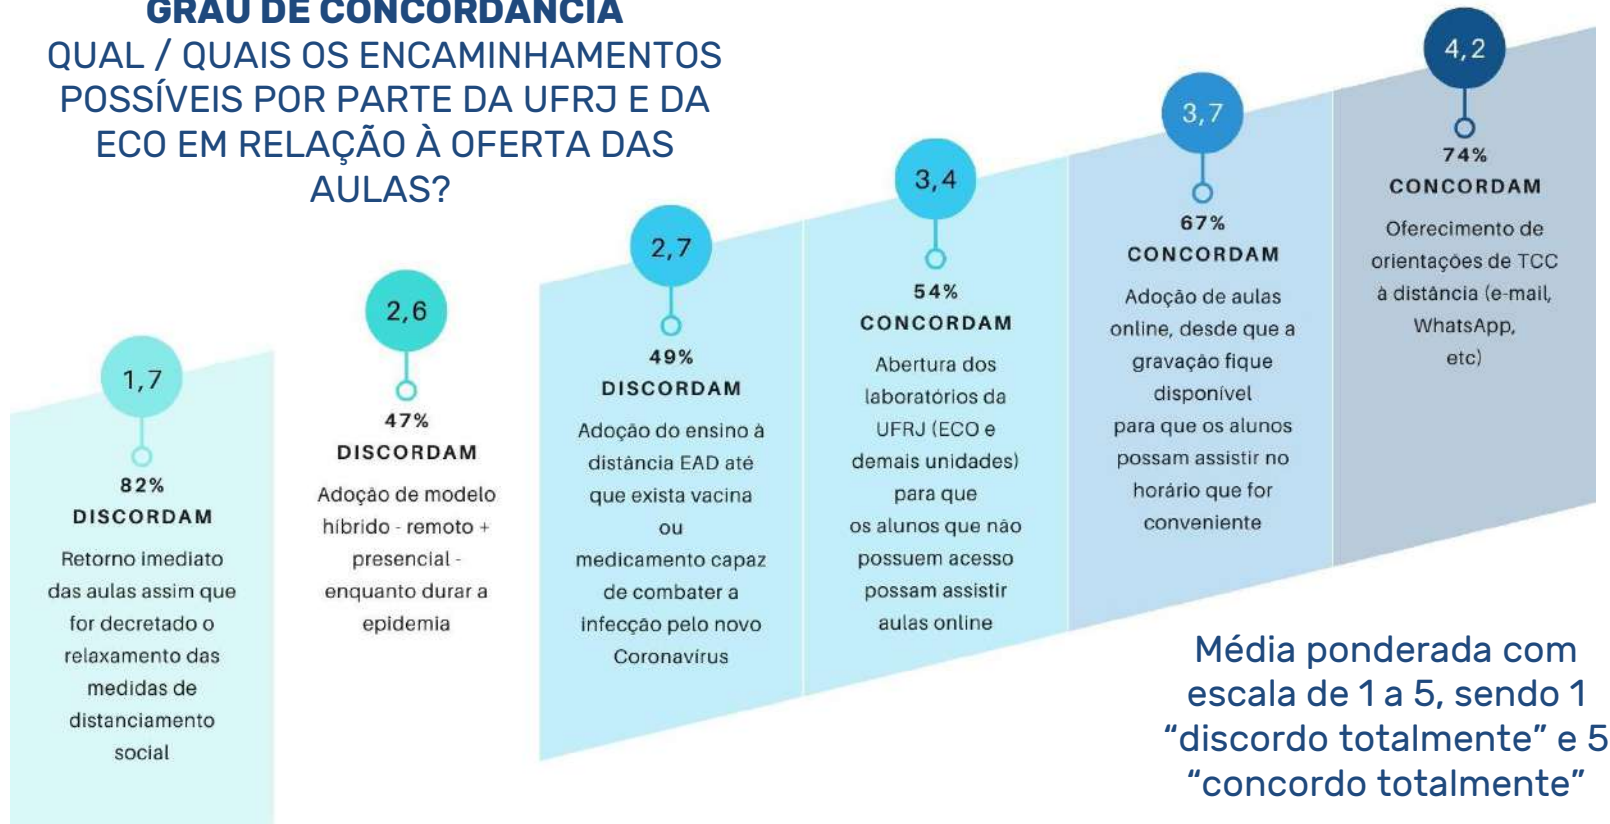 GRAU DE CONCORDÂNCIA
QUAL / QUAIS OS ENCAMINHAMENTOS
POSSÍVEIS POR PARTE DA UFRJ E DA
ECO EM RELAÇÃO À OFERTA DAS
AULAS?
1,7
82%
DISCORDAM
Retorno imediato
das aulas assim que
for decretado o
relaxamento das
medidas de
distanciamento
social
2,6
47%
DISCORDAM
Adoção de modelo
híbrido - remoto +
presencial -
enquanto durar a
epidemia
2,7
49%
DISCORDAM
Adoção do ensino à
distância EAD até
que exista vacina
ou
medicamento capaz
de combater a
infecção pelo novo
Coronavírus
3,4
54%
CONCORDAM
Abertura dos
laboratórios da
UFRJ (ECO e
demais unidades)
para que
os alunos que não
possuem acesso
possam assistir
aulas online
3,7
67%
CONCORDAM
Adoção de aulas
online, desde que a
gravação fique
disponível
para que os alunos
possam assistir no
horário que for
conveniente
4,2
74%
CONCORDAM
Oferecimento de
orientações de TCC
à distância (e-mail,
WhatsApp,
etc)
Média ponderada com
escala de 1 a 5, sendo 1
“discordo totalmente” e 5
“concordo totalmente”